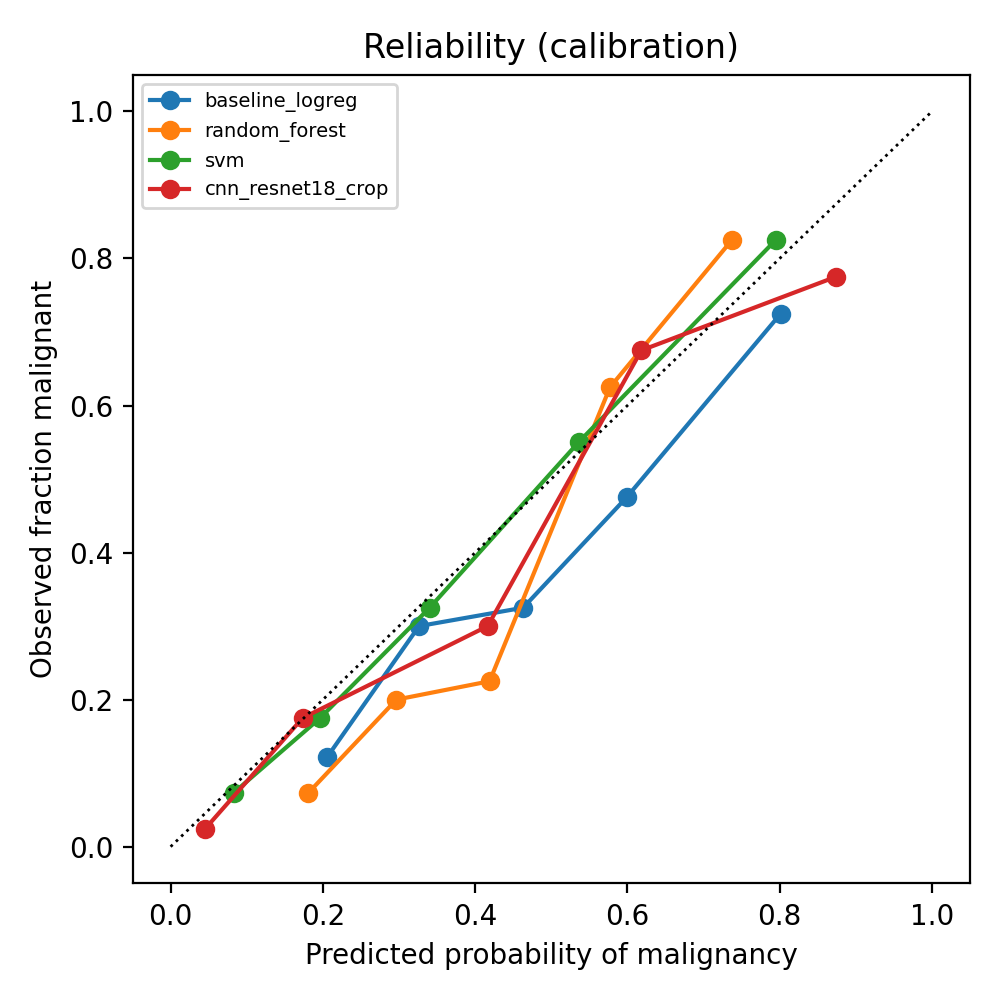 Reliability (calibration)
baseline_logreg
random_forest
svm
cnn_resnet18_crop
1.0
0.8
0.6
0.4
0.2
0.0
Observed fraction malignant
0.0 0.2 0.4 0.6 0.8 1.0
Predicted probability of malignancy